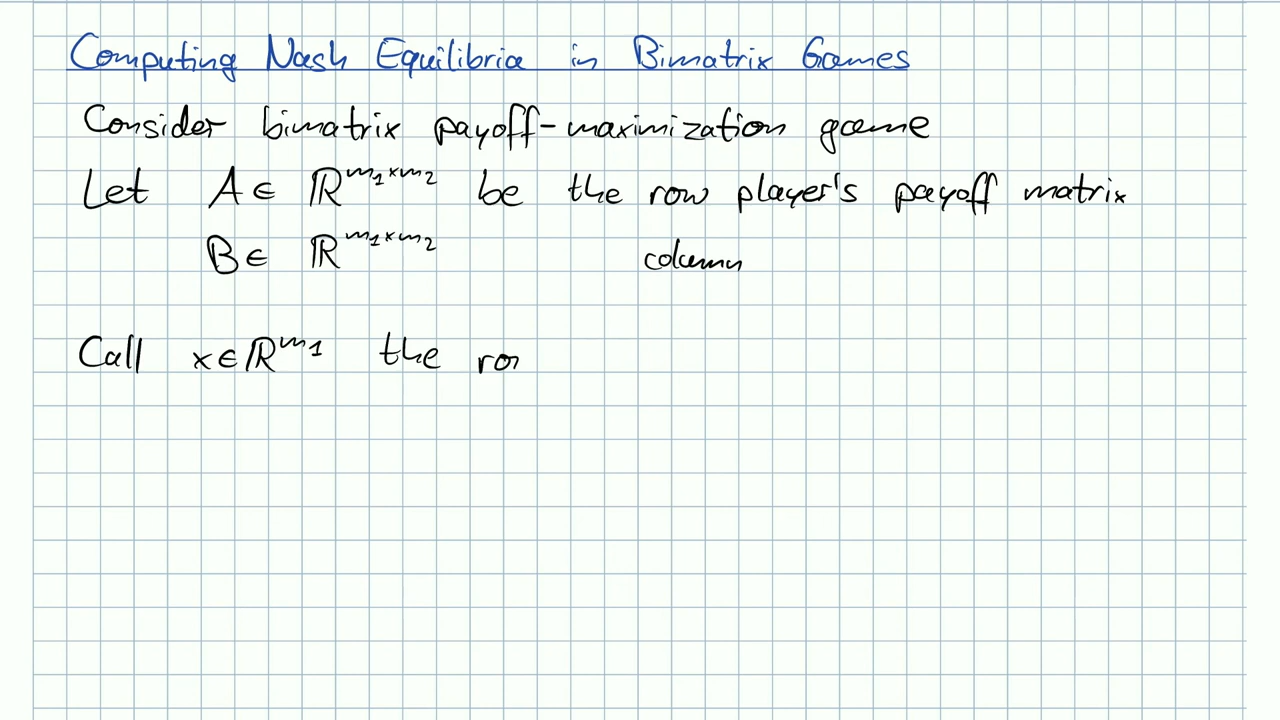 Computing Nash Equilibria in Bimatrix Games
Consider bimatrix payoff-maximization game
Let A ∈ ℝ^{m₁×m₂} be the row player's payoff matrix
B ∈ ℝ^{m₁×m₂} column
Call x ∈ ℝ^{m₁} the ro